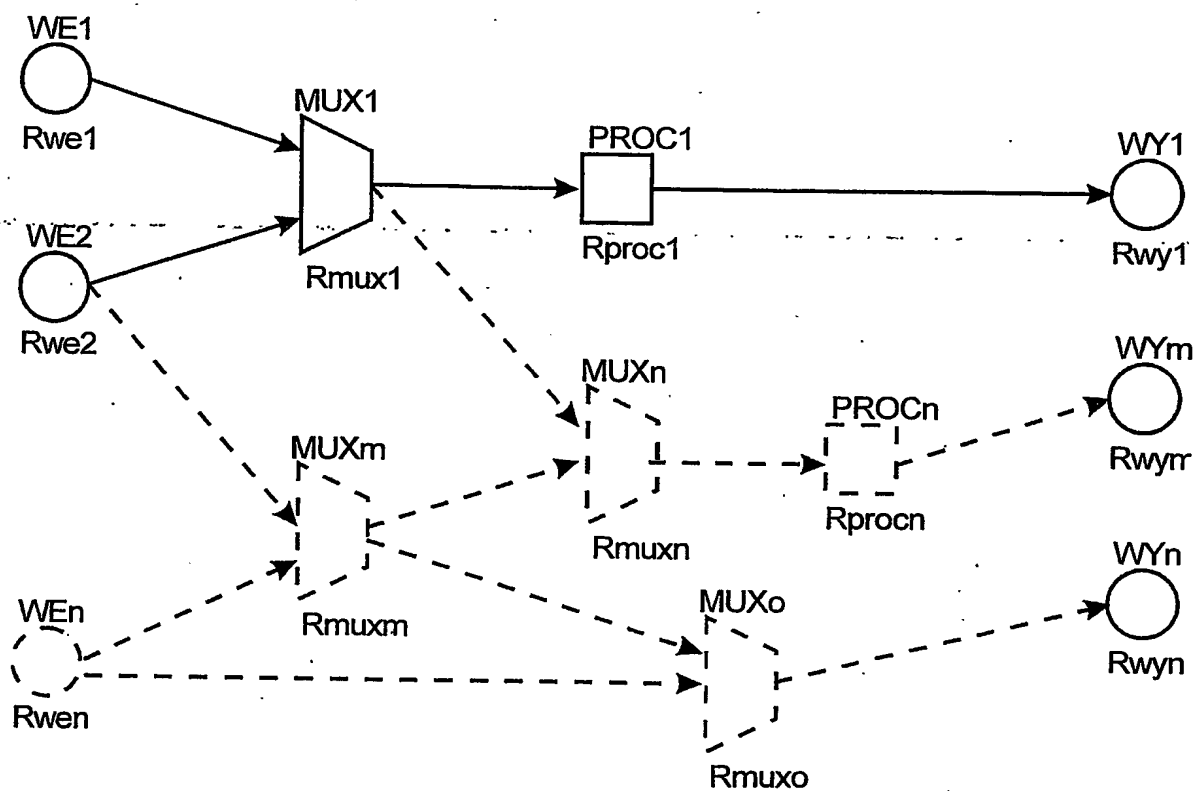 WE1
Rwe1
MUX1
Rmux1
PROC1
Rproc1
WY1
Rwy1
WE2
Rwe2
MUXn
Rmuxn
PROCn
Rprocn
WYm
Rwym
MUXm
Rmuxm
WEn
Rwen
MUXo
Rmuxo
WYn
Rwyn